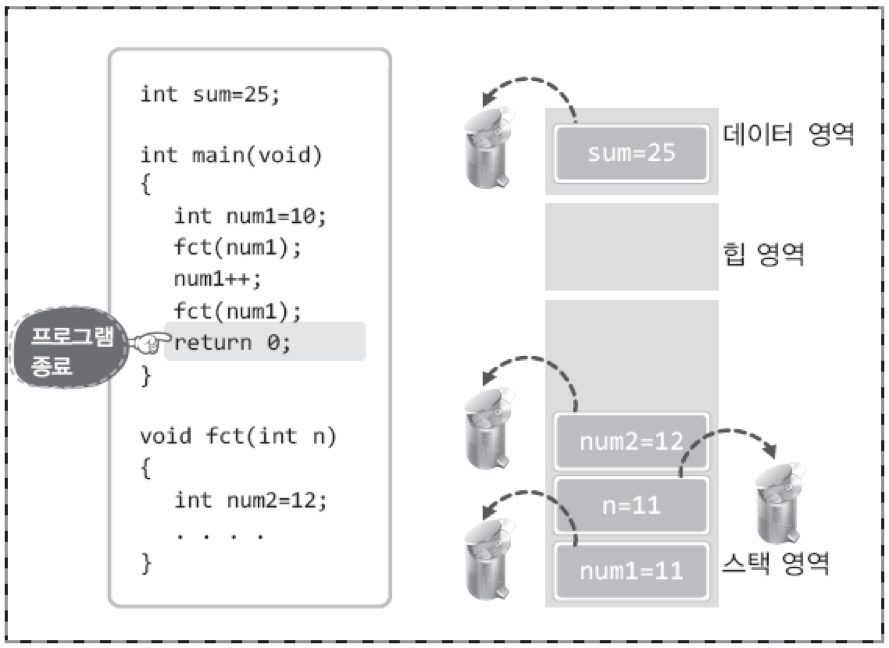 int sum=25;
int main(void)
{
int num1=10;
fct(num1);
num1++;
fct(num1);
return 0;
}
void fct(int n)
{
int num2=12;
. . . .
}
프로그램
종료
sum=25
데이터 영역
힙 영역
num2=12
n=11
num1=11
스택 영역